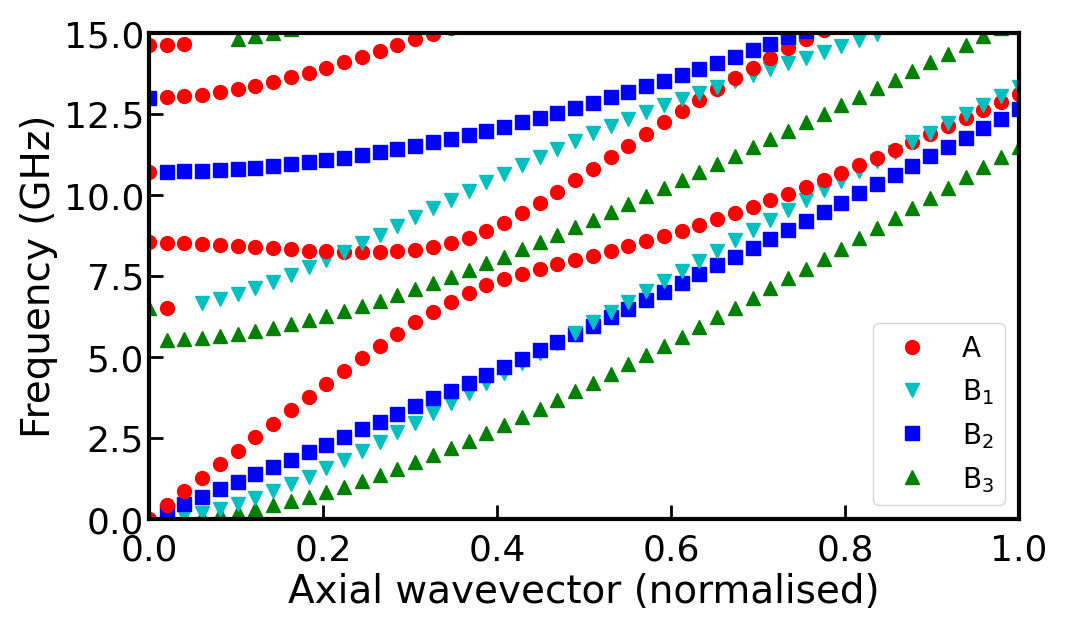 Frequency (GHz)
15.0
12.5
10.0
7.5
5.0
2.5
0.0
A
B₁
B₂
B₃
0.0 0.2 0.4 0.6 0.8 1.0
Axial wavevector (normalised)